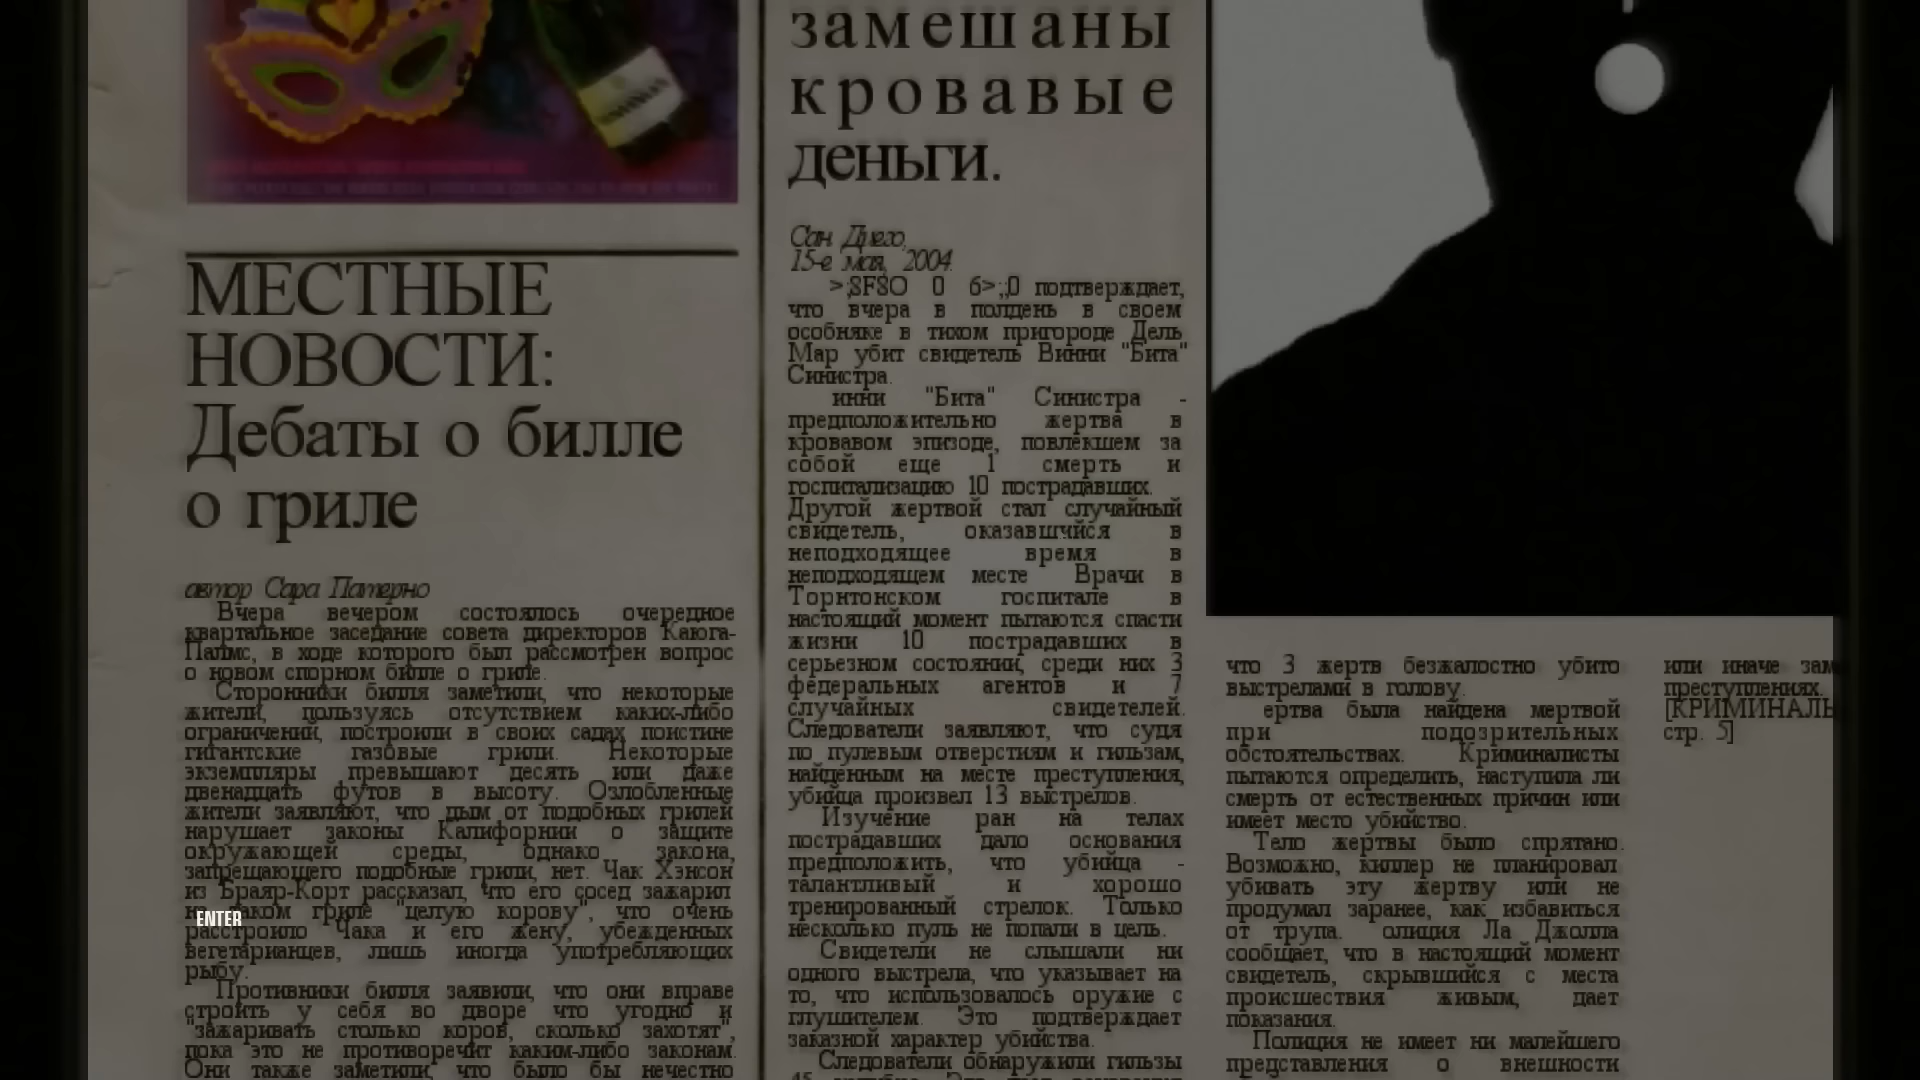 замешаны
кровавые
деньги.
МЕСТНЫЕ
НОВОСТИ:
Дебаты о билле
о гриле
автор Сара Патерно
Вчера вечером состоялось очередное
квартальное заседание совета директоров Каюга-
Палмс, в ходе которого был рассмотрен вопрос
о новом спорном билле о гриле.
Сторонники билля заметили, что некоторые
жители, пользуясь отсутствием каких-либо
ограничений, построили в своих садах поистине
гигантские газовые грили. Некоторые
экземпляры превышают десять или даже
двенадцать футов в высоту. Озлобленные
жители заявляют, что дым от подобных грилей
нарушает законы Калифорнии о защите
окружающей среды, однако закона,
запрещающего подобные грили, нет. Чак Хэнсон
из Браяр-Корт рассказал, что его сосед зажарил
таком гриле "целую корову", что очень
ENTER
расстроило Чака и его жену, убежденных
вегетарианцев, лишь иногда употребляющих
рыбу.
Противники билля заявили, что они вправе
строить у себя во дворе что угодно и
"зажаривать столько коров, сколько захотят",
пока это не противоречит каким-либо законам.
Они также заметили, что было бы нечестно
Сан Диего,
15-е мая, 2004
>;8F8O 0 6>;;0 подтверждает,
что вчера в полдень в своем
особняке в тихом пригороде Дель
Мар убит свидетель Винни "Бита"
Синистра.
инни "Бита" Синистра -
предположительно жертва в
кровавом эпизоде, повлекшем за
собой еще 1 смерть и
госпитализацию 10 пострадавших.
Другой жертвой стал случайный
свидетель, оказавшийся в
неподходящее время в
неподходящем месте Врачи в
Торнтонском госпитале в
настоящий момент пытаются спасти
жизни 10 пострадавших в
серьезном состоянии, среди них 3
федеральных агентов и 7
случайных свидетелей.
Следователи заявляют, что судя
по пулевым отверстиям и гильзам,
найденным на месте преступления,
убийца произвел 13 выстрелов.
Изучение ран на телах
пострадавших дало основания
предположить, что убийца -
талантливый и хорошо
тренированный стрелок. Только
несколько пуль не попали в цель.
Свидетели не слышали ни
одного выстрела, что указывает на
то, что использовалось оружие с
глушителем. Это подтверждает
заказной характер убийства.
Следователи обнаружили гильзы
что 3 жертв безжалостно убито
выстрелами в голову.
ертва была найдена мертвой
при подозрительных
обстоятельствах. Криминалисты
пытаются определить, наступила ли
смерть от естественных причин или
имеет место убийство.
Тело жертвы было спрятано.
Возможно, киллер не планировал
убивать эту жертву или не
продумал заранее, как избавиться
от трупа. олиция Ла Джолла
сообщает, что в настоящий момент
свидетель, скрывшийся с места
происшествия живым, дает
показания.
Полиция не имеет ни малейшего
представления о внешности
или иначе зам
преступлениях.
[КРИМИНАЛЬ
стр. 5]